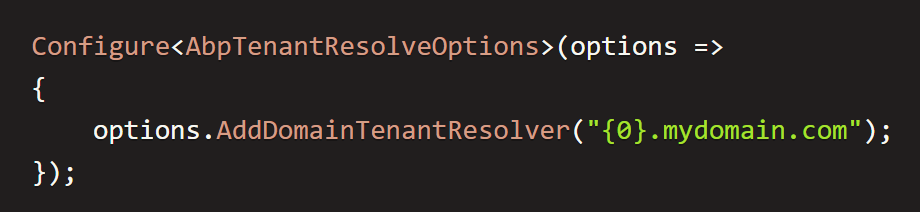 Configure<AbpTenantResolveOptions>(options =>
{
    options.AddDomainTenantResolver("{0}.mydomain.com");
});